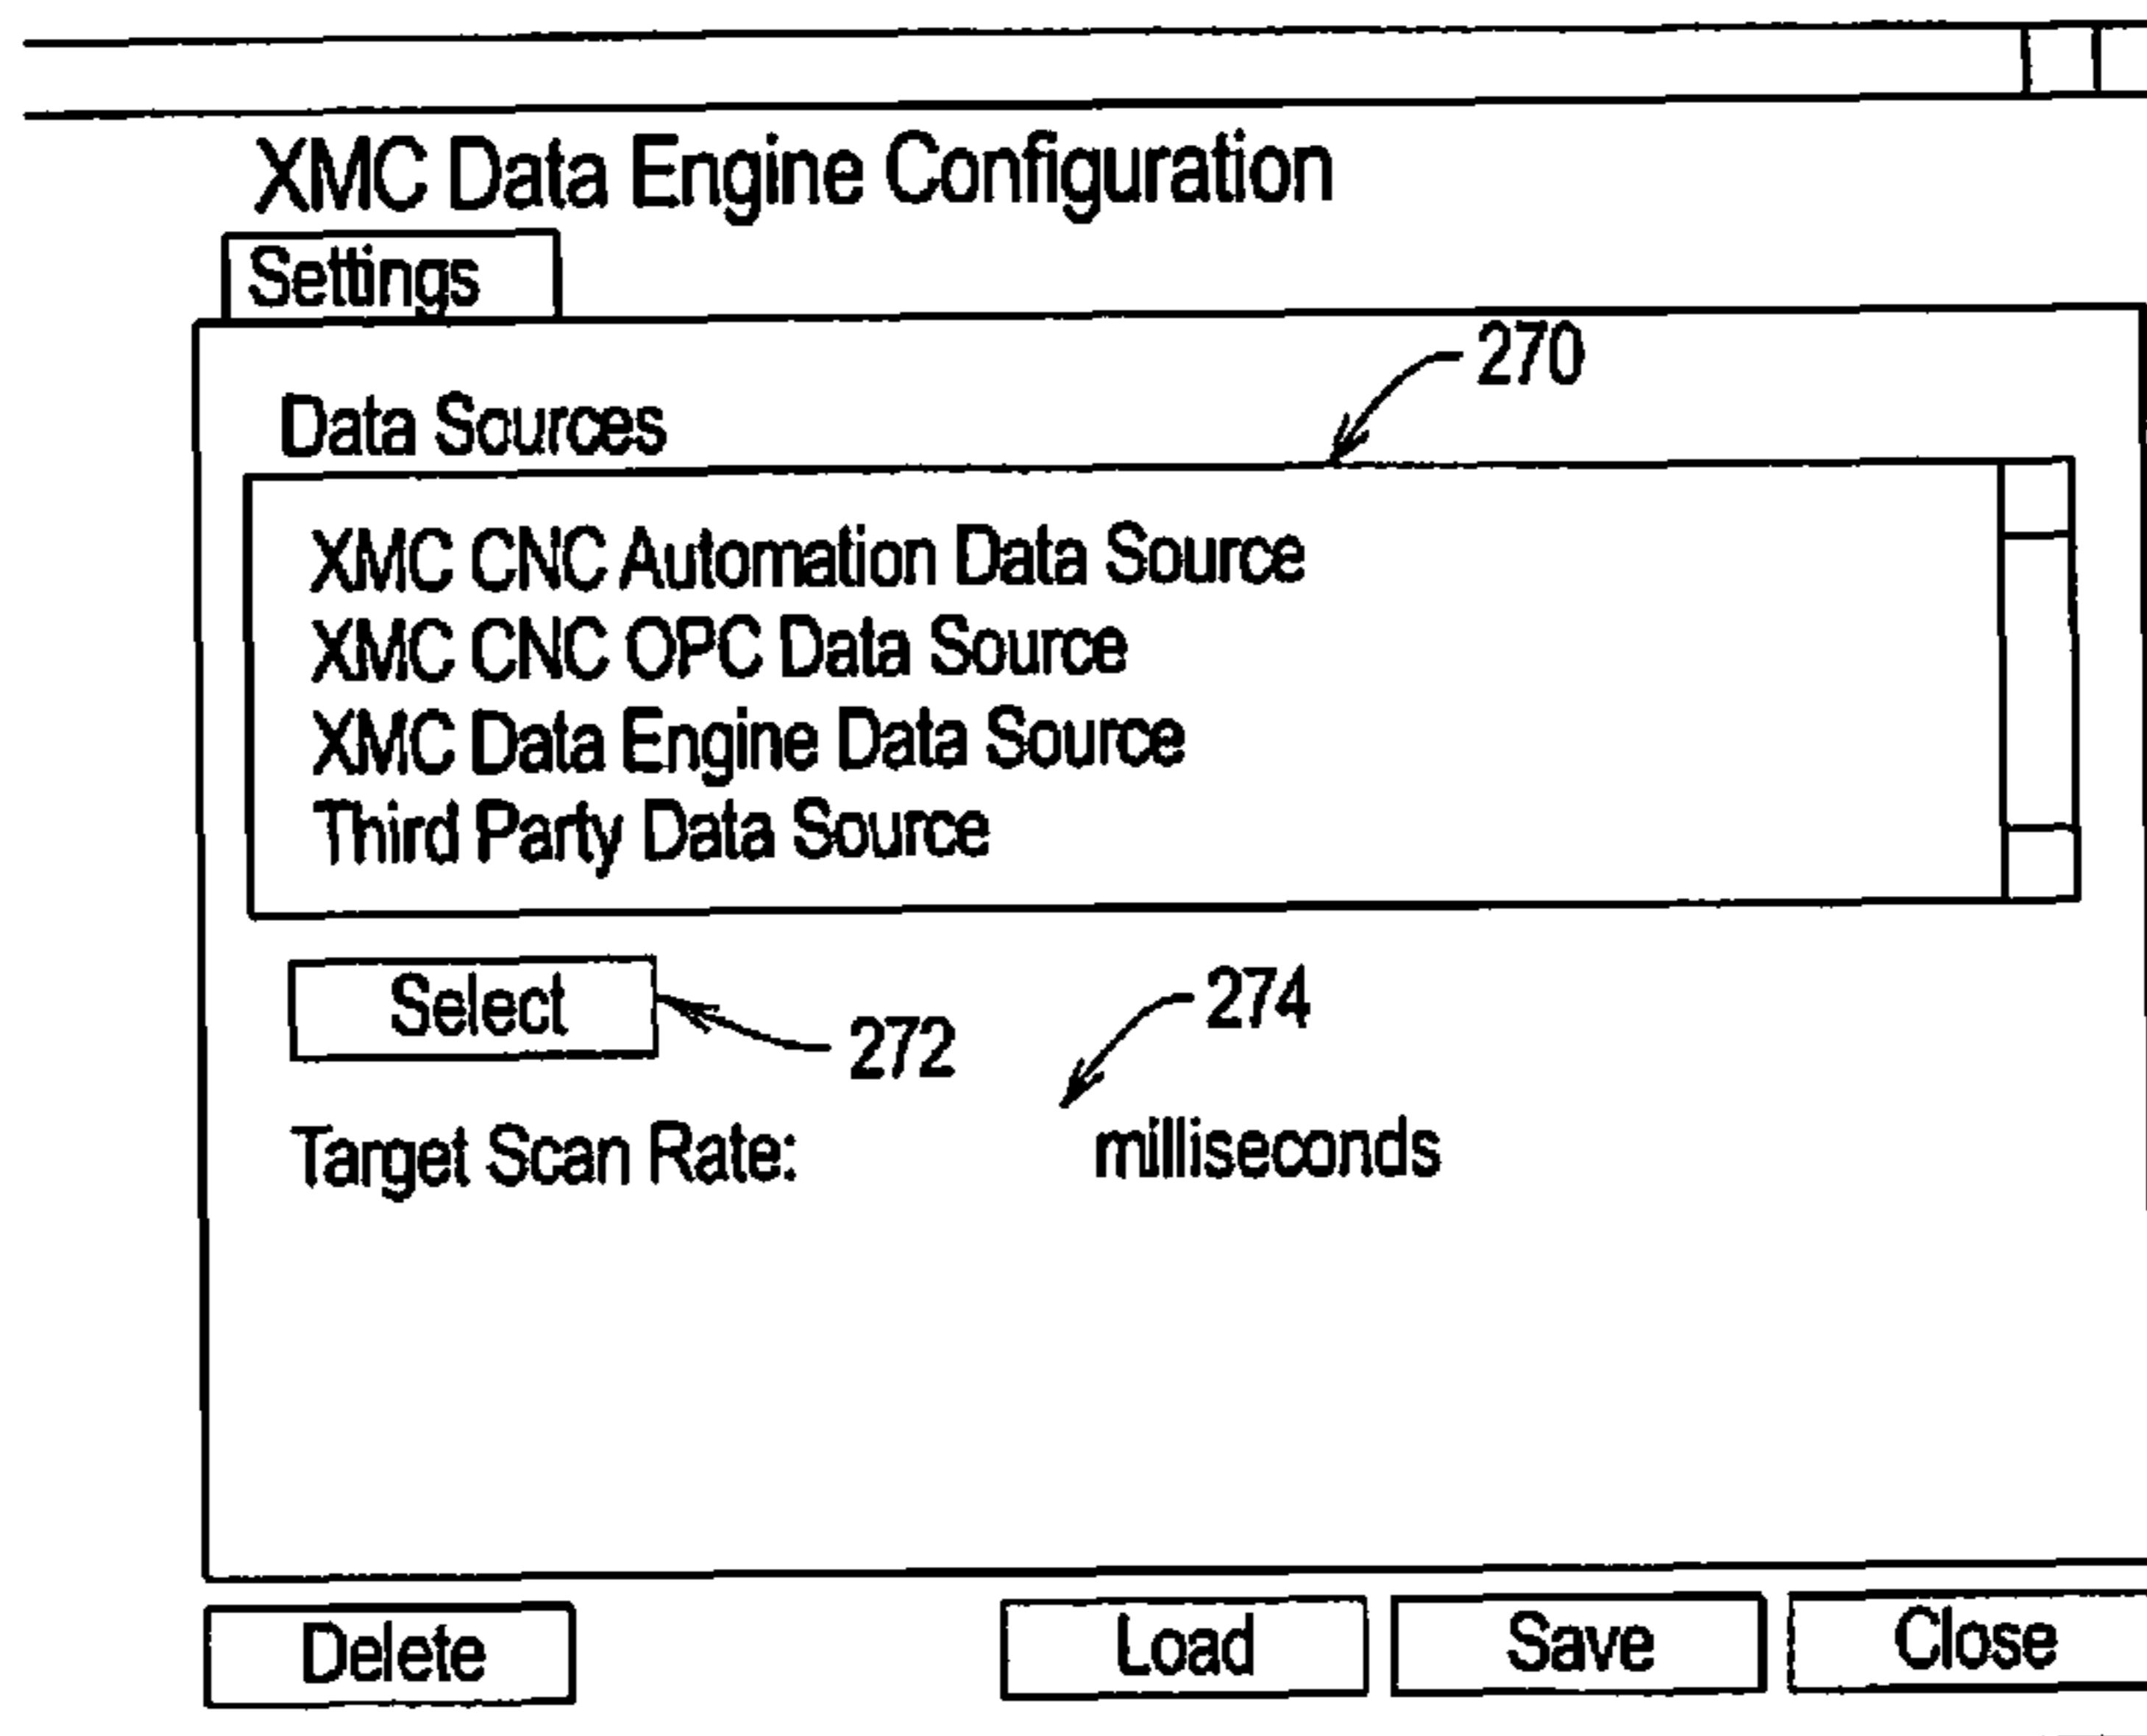 XMC Data Engine Configuration
Settings
270
Data Sources
XMC CNC Automation Data Source
XMC CNC OPC Data Source
XMC Data Engine Data Source
Third Party Data Source
Select
272
274
Target Scan Rate: milliseconds
Delete Load Save Close